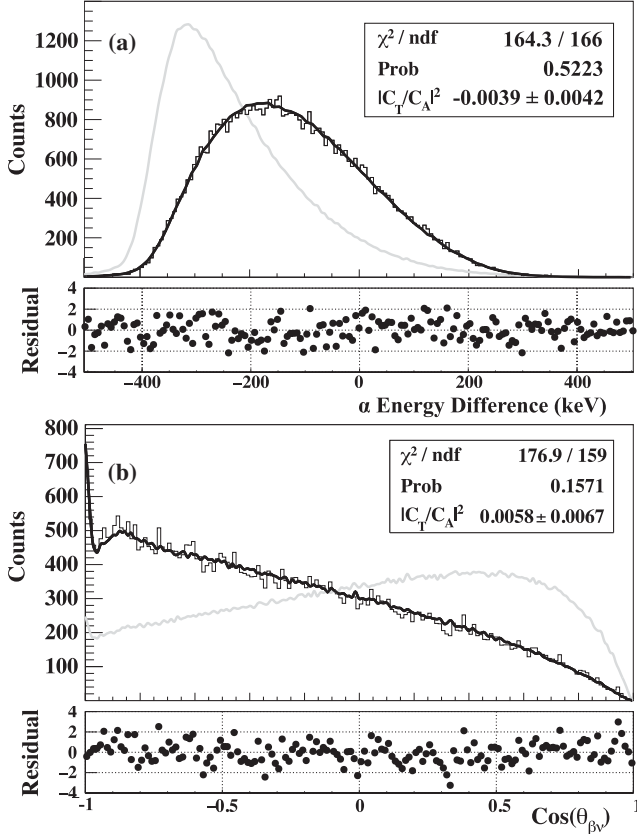 1200
1000
800
600
400
200
Counts
(a)
χ² / ndf 164.3 / 166
Prob 0.5223
|C_T/C_A|² -0.0039 ± 0.0042
4
2
0
−2
−4
Residual
−400 −200 0 200 400
α Energy Difference (keV)
800
700
600
500
400
300
200
100
Counts
(b)
χ² / ndf 176.9 / 159
Prob 0.1571
|C_T/C_A|² 0.0058 ± 0.0067
4
2
0
−2
−4
Residual
-1 −0.5 0 0.5 1
Cos(θ_βν)